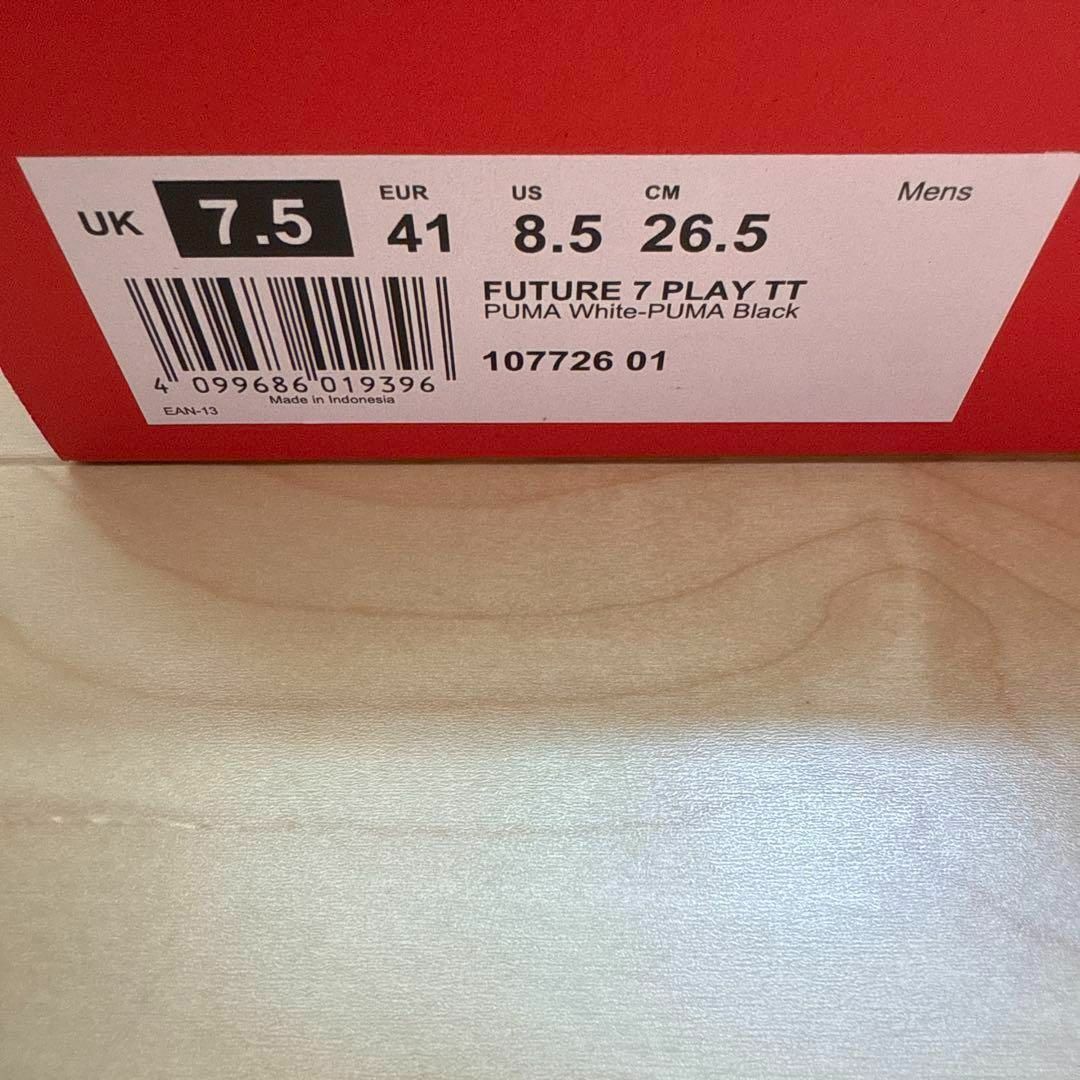 UK 7.5 EUR 41 US 8.5 CM 26.5 Mens
FUTURE 7 PLAY TT
PUMA White-PUMA Black
107726 01
4 099686 019396
Made in Indonesia
EAN-13